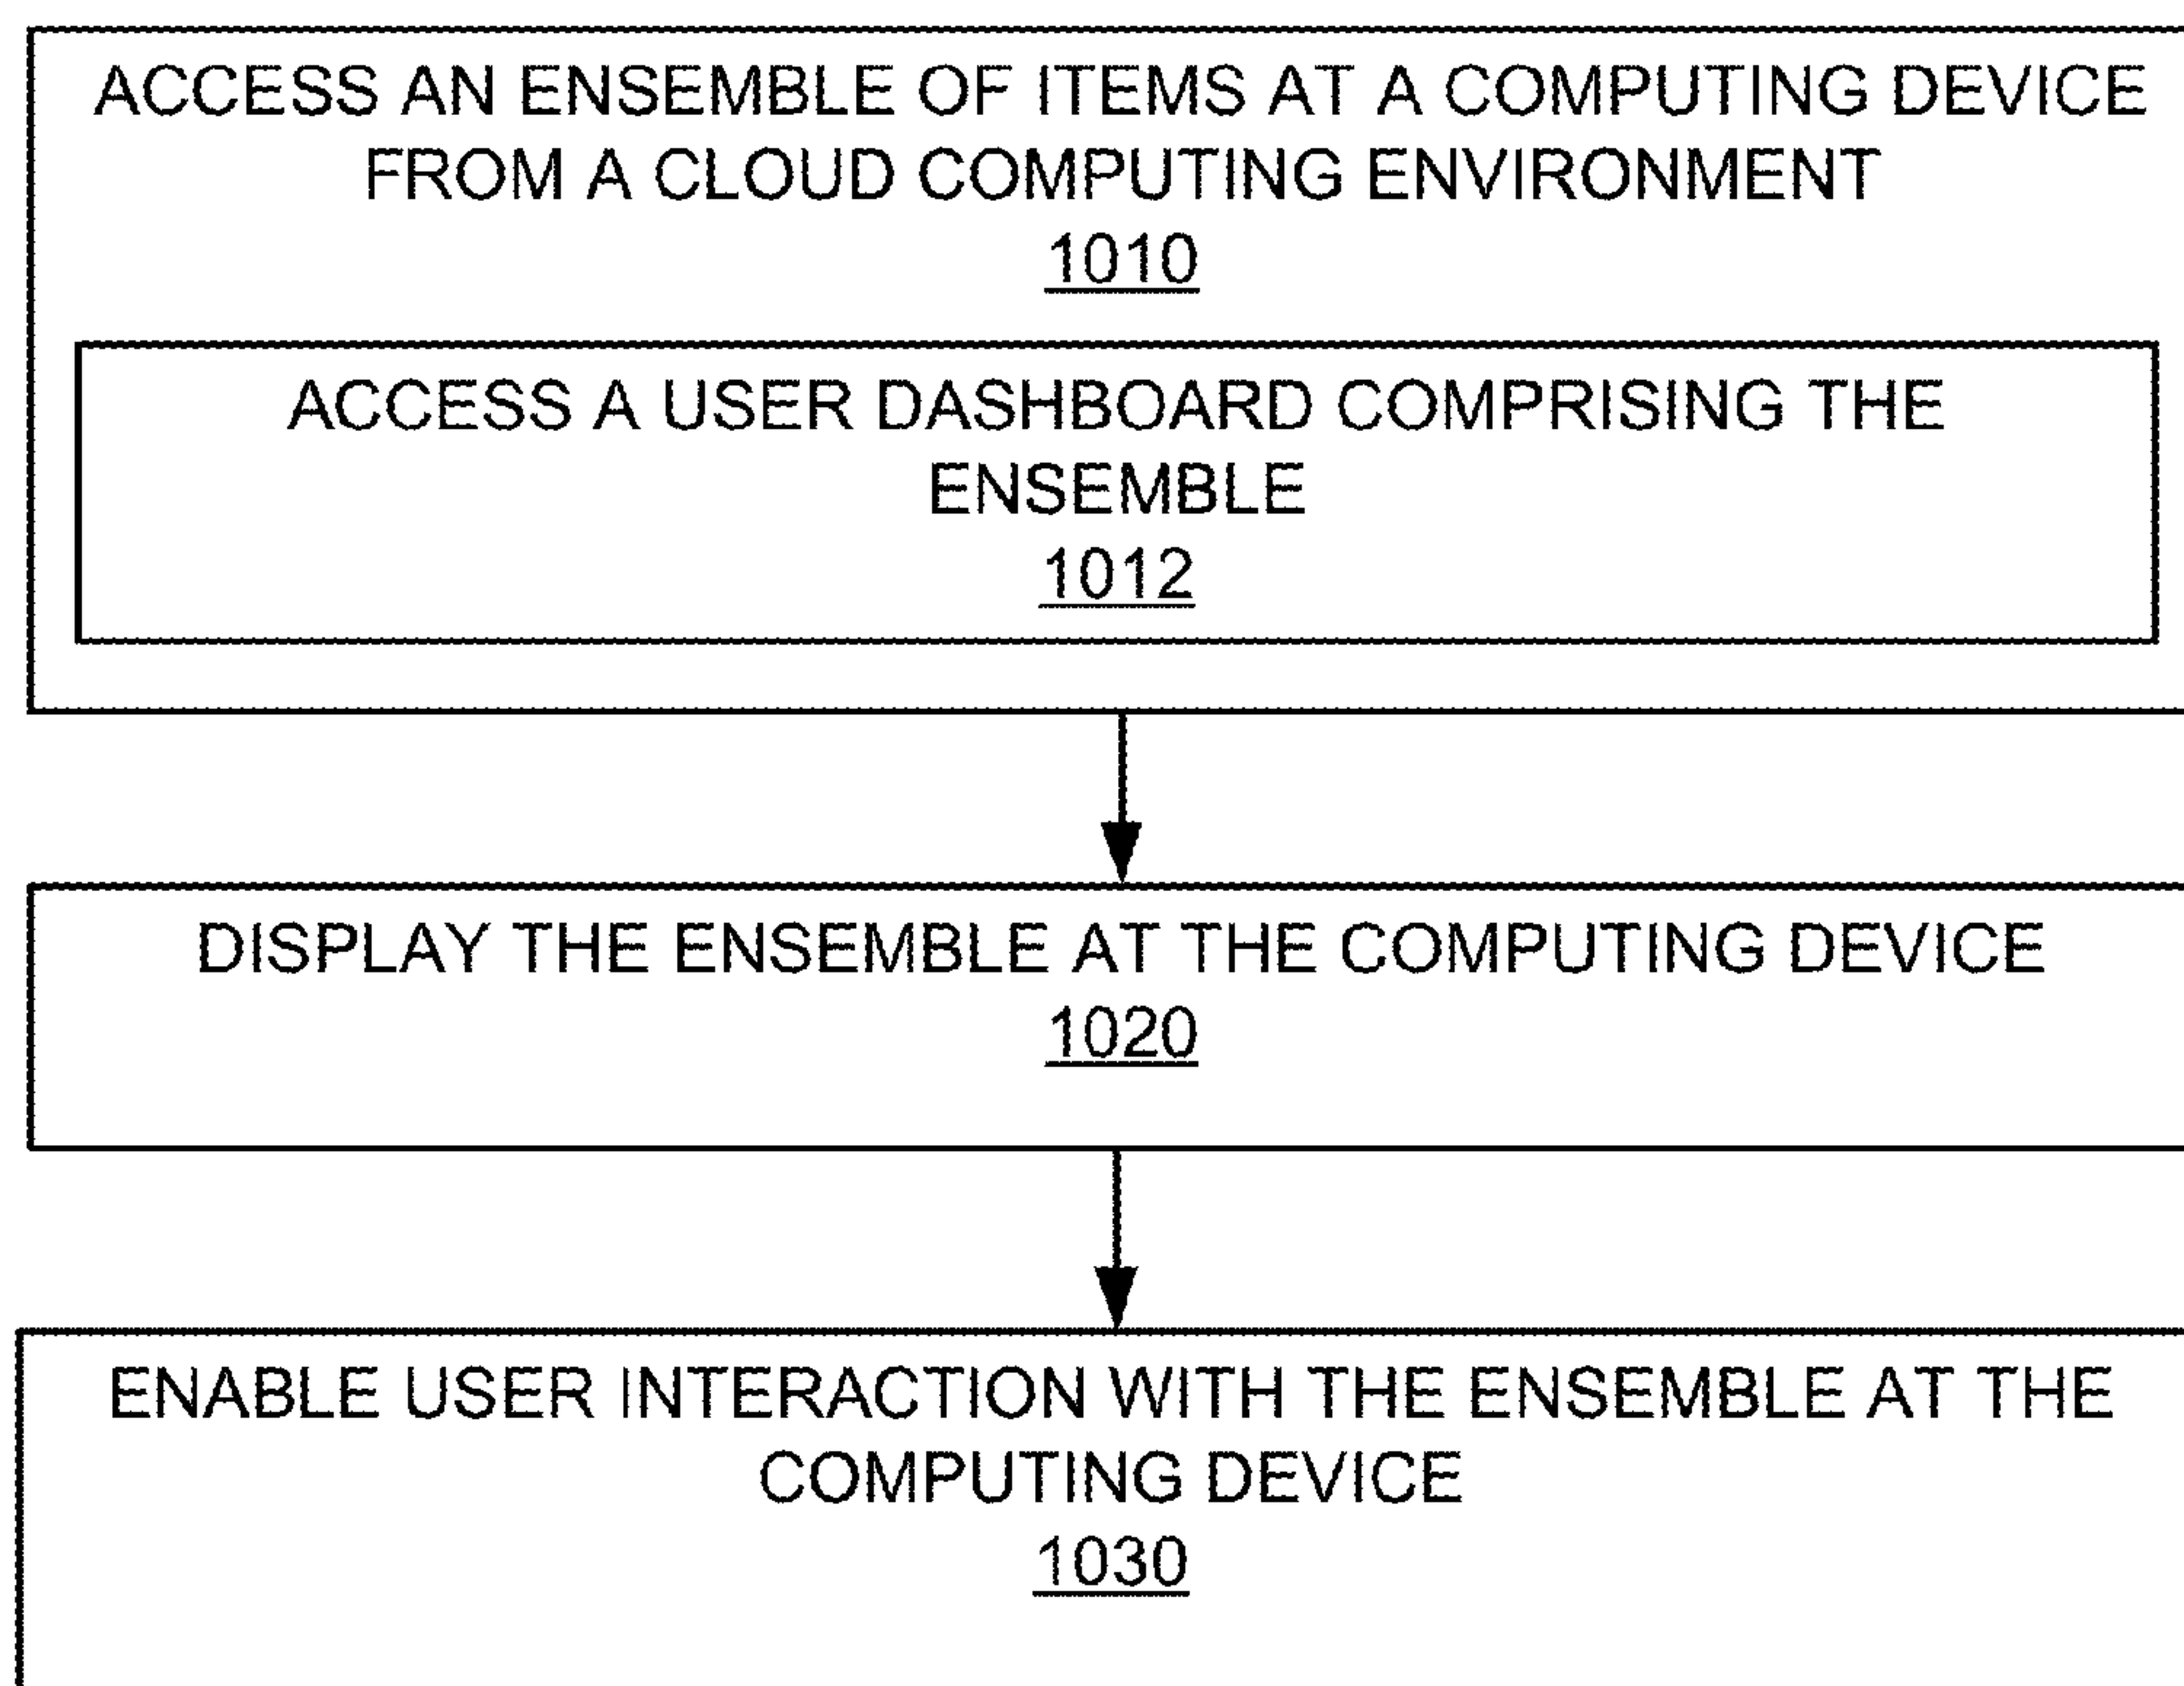 ACCESS AN ENSEMBLE OF ITEMS AT A COMPUTING DEVICE
FROM A CLOUD COMPUTING ENVIRONMENT
1010
ACCESS A USER DASHBOARD COMPRISING THE
ENSEMBLE
1012
DISPLAY THE ENSEMBLE AT THE COMPUTING DEVICE
1020
ENABLE USER INTERACTION WITH THE ENSEMBLE AT THE
COMPUTING DEVICE
1030